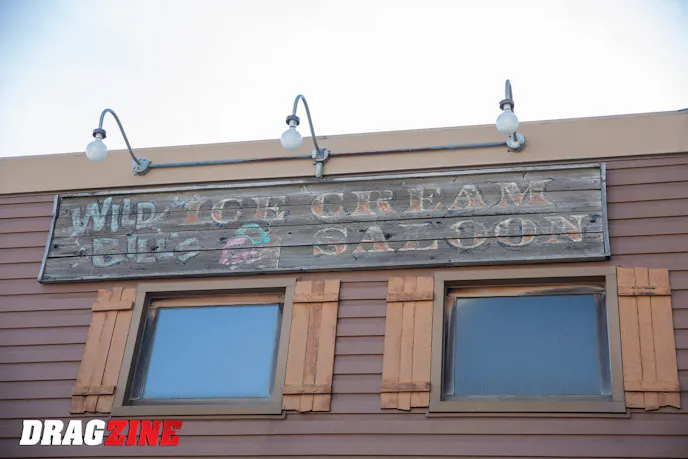 WILD ICE CREAM
BILL'S SALOON
DRAGZINE